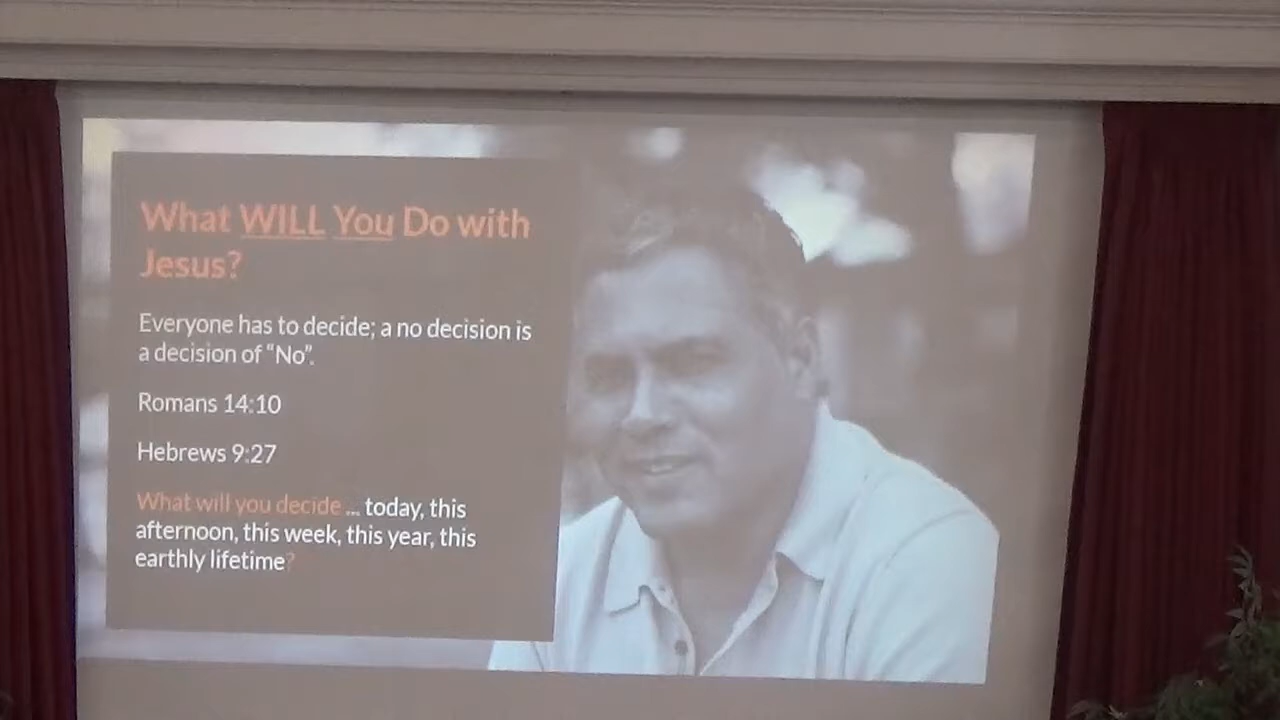 What WILL You Do with
Jesus?
Everyone has to decide; a no decision is
a decision of “No”.
Romans 14:10
Hebrews 9:27
What will you decide ... today, this
afternoon, this week, this year, this
earthly lifetime?